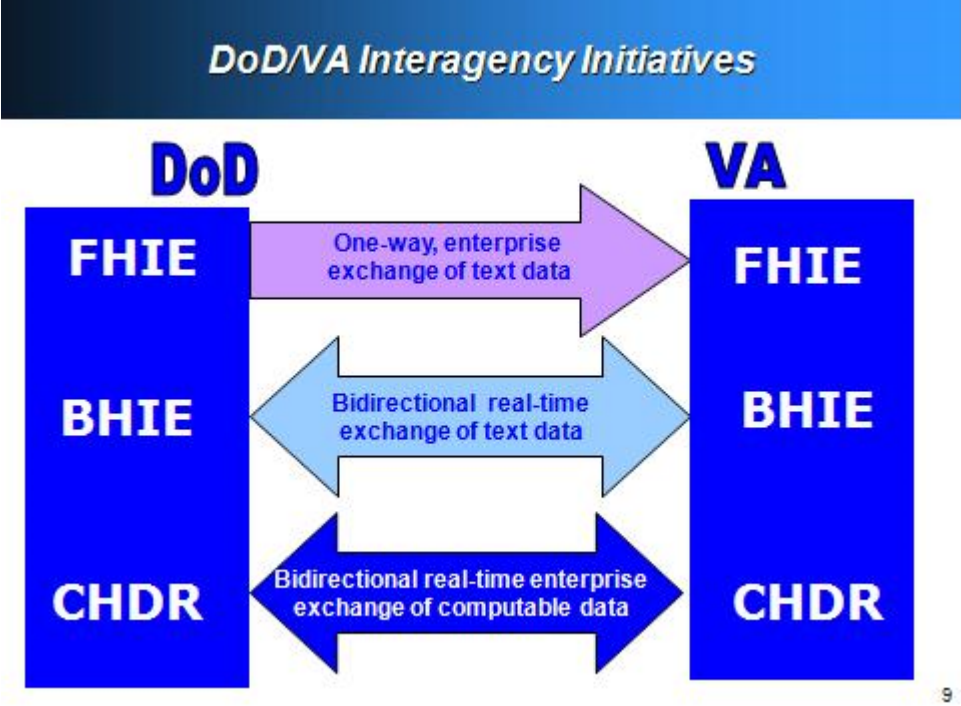 DoD/VA Interagency Initiatives
DoD
VA
FHIE
One-way, enterprise
exchange of text data
FHIE
BHIE
Bidirectional real-time
exchange of text data
BHIE
CHDR
Bidirectional real-time enterprise
exchange of computable data
CHDR
9